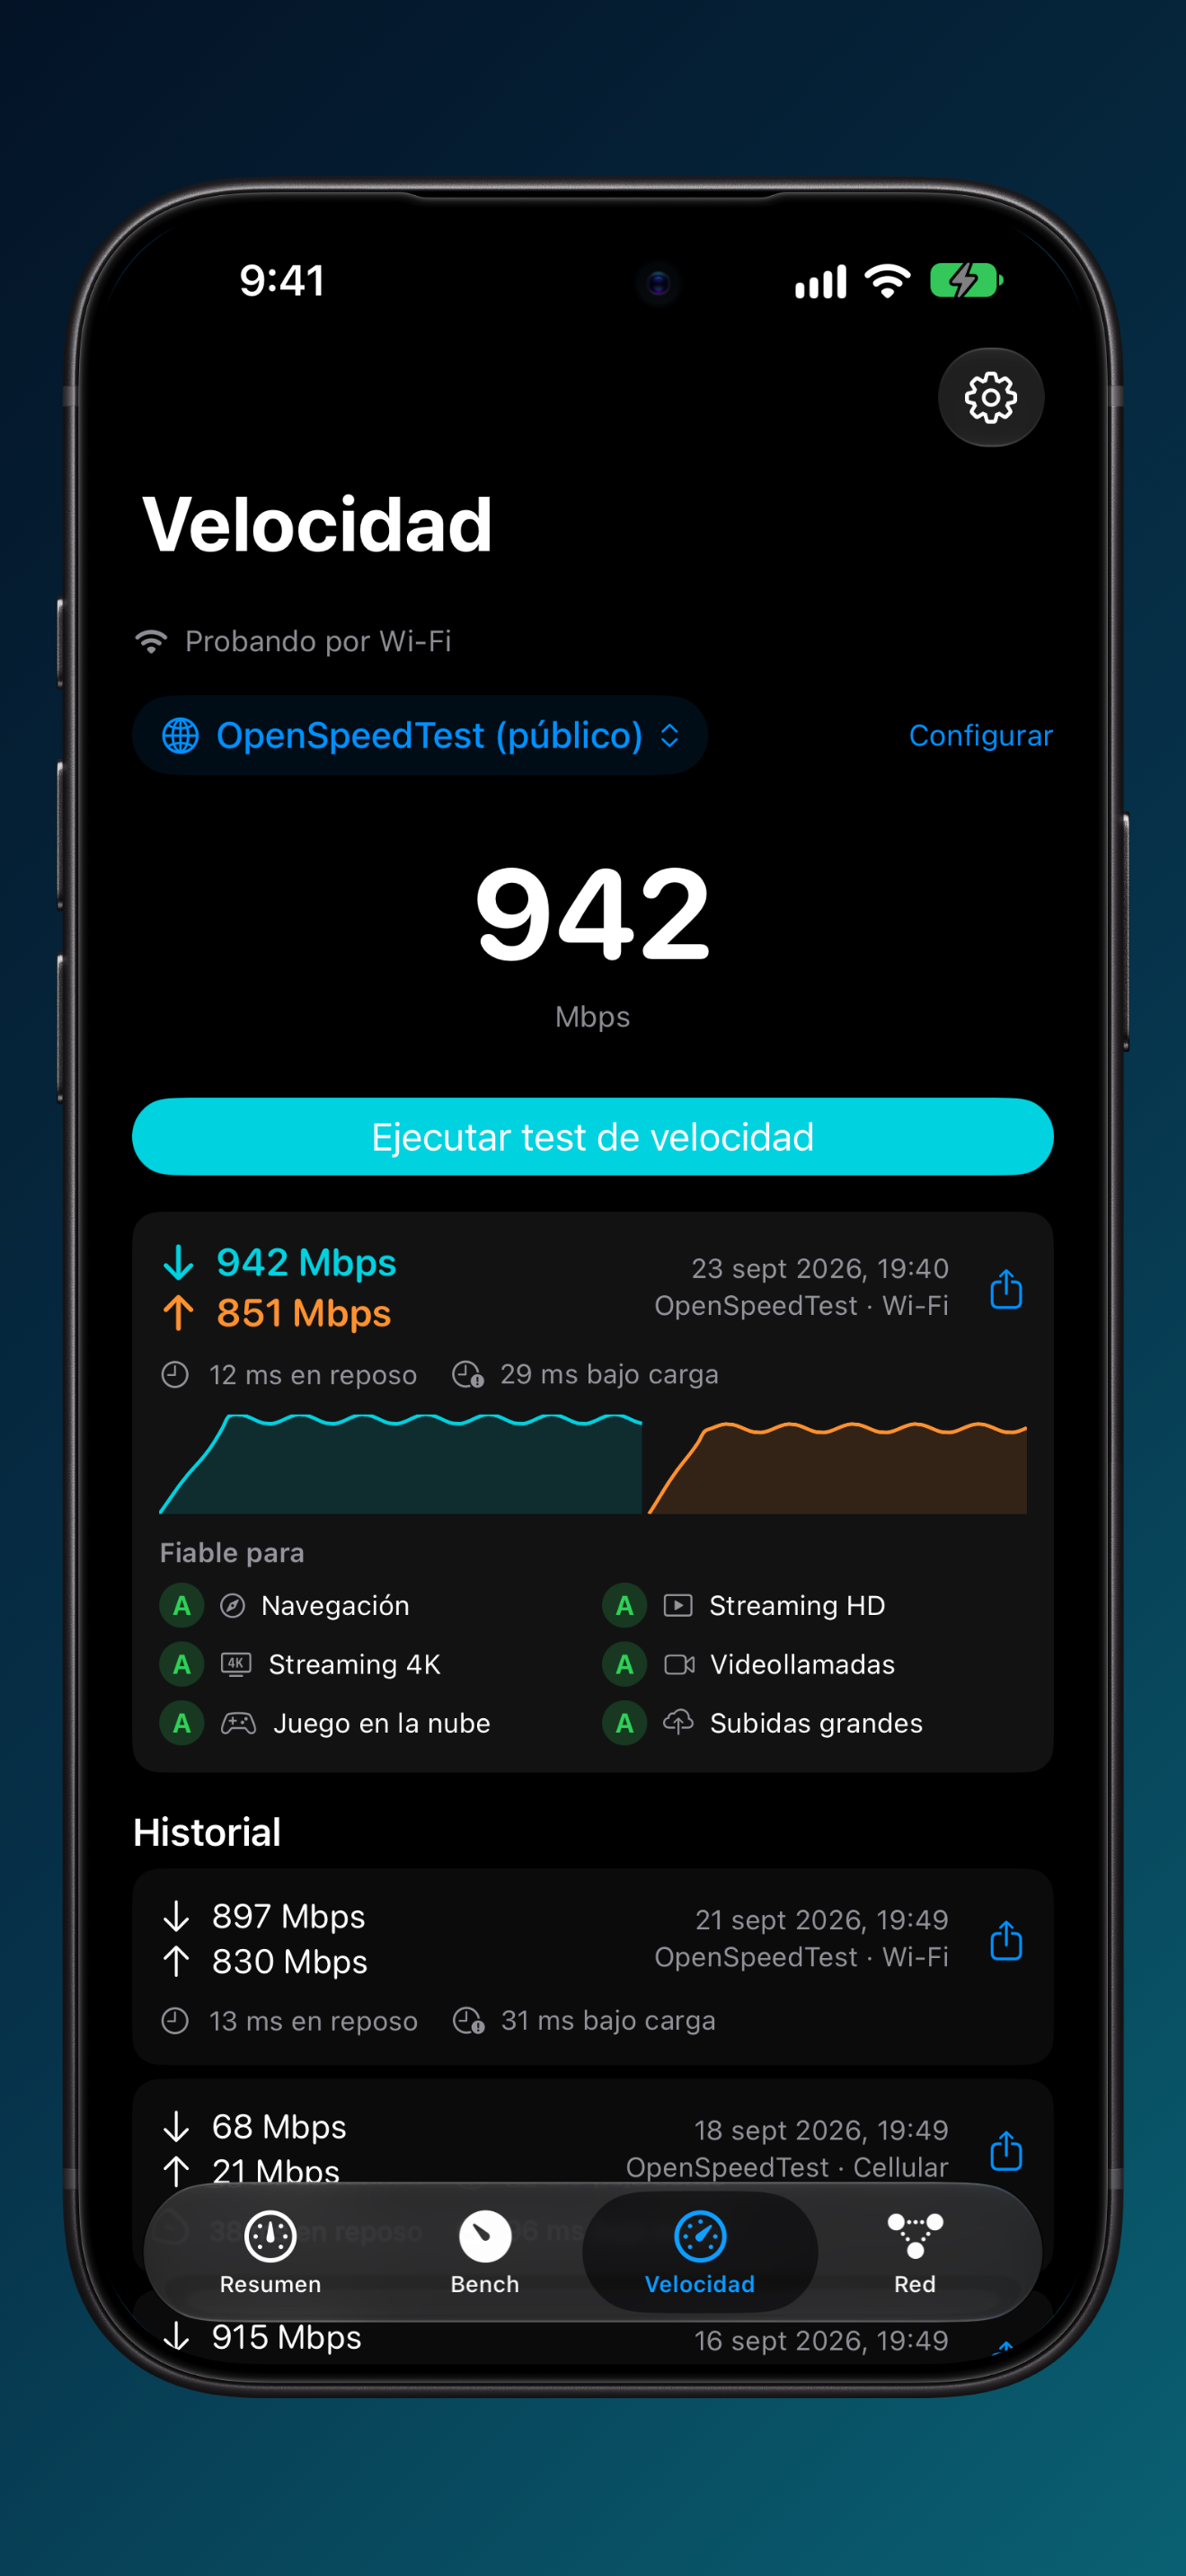 9:41
Velocidad
Probando por Wi-Fi
OpenSpeedTest (público)
Configurar
942
Mbps
Ejecutar test de velocidad
942 Mbps
851 Mbps
23 sept 2026, 19:40
OpenSpeedTest · Wi-Fi
12 ms en reposo
29 ms bajo carga
Fiable para
A Navegación
A Streaming HD
A 4K Streaming 4K
A Videollamadas
A Juego en la nube
A Subidas grandes
Historial
897 Mbps
830 Mbps
21 sept 2026, 19:49
OpenSpeedTest · Wi-Fi
13 ms en reposo
31 ms bajo carga
68 Mbps
21 Mbps
18 sept 2026, 19:49
OpenSpeedTest · Cellular
en reposo
ms
Resumen
Bench
Velocidad
Red
915 Mbps
16 sept 2026, 19:49